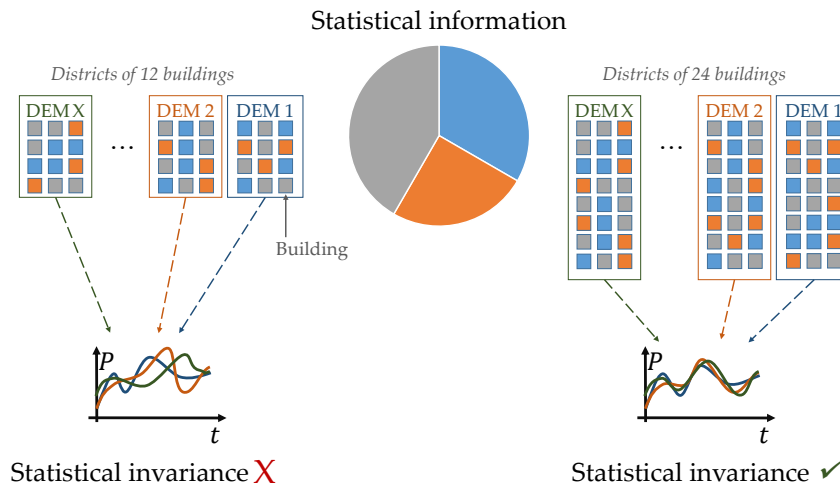 Statistical information
Districts of 12 buildings
Districts of 24 buildings
DEM X
...
DEM 2
DEM 1
DEM X
...
DEM 2
DEM 1
Building
P
t
P
t
Statistical invariance X
Statistical invariance ✓